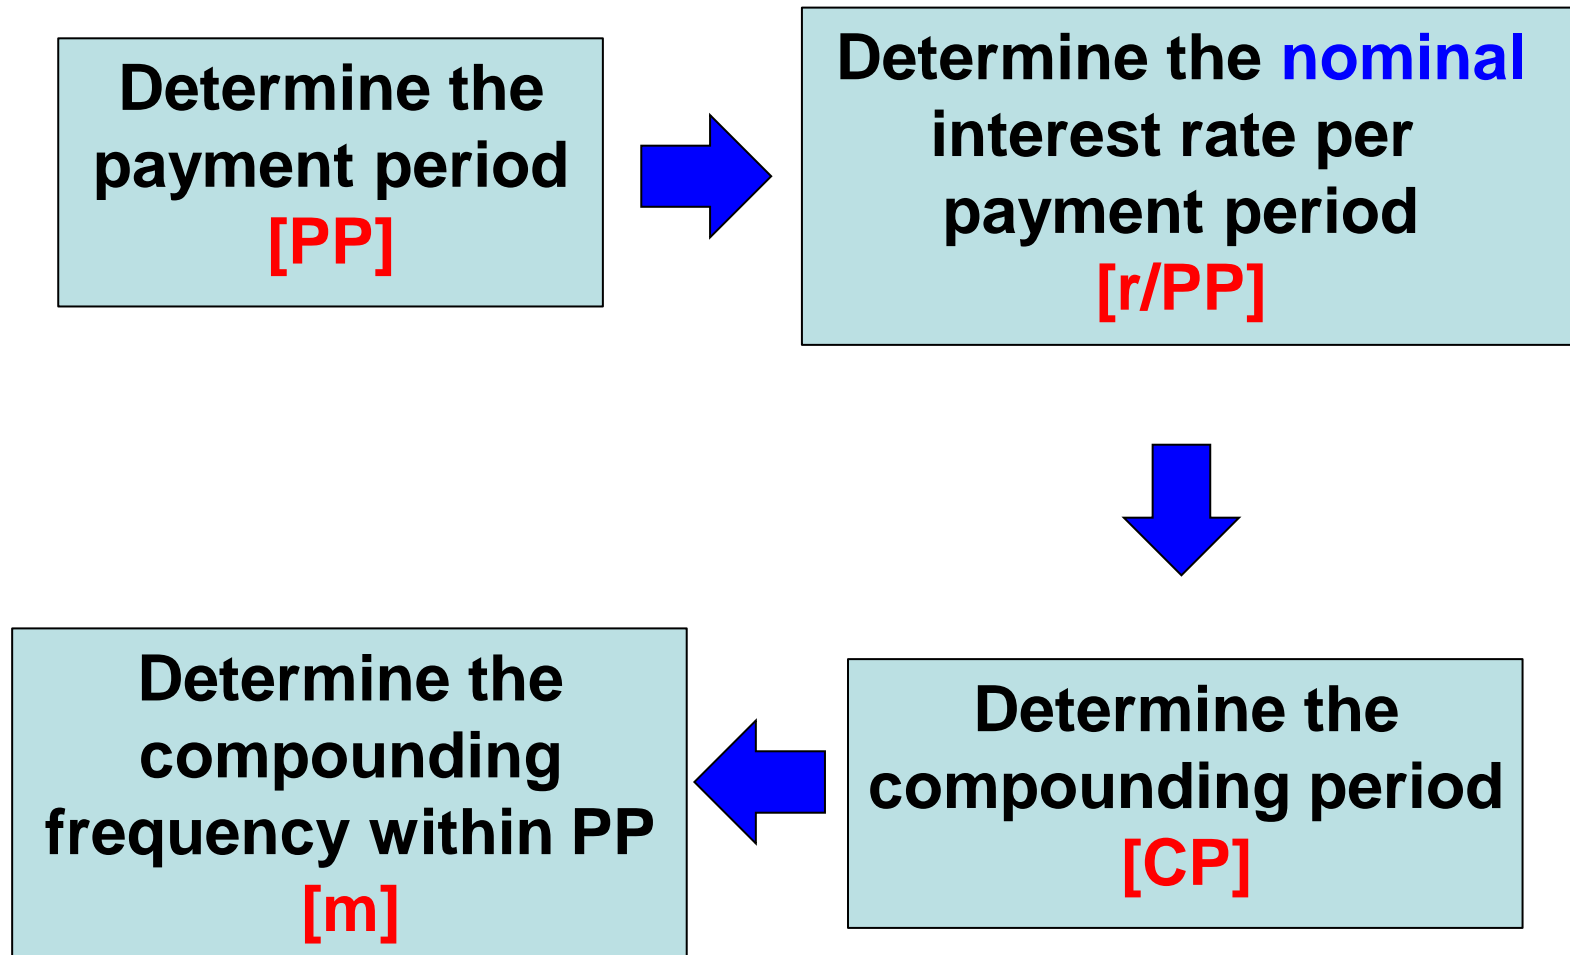 Determine the
payment period
[PP]
Determine the nominal
interest rate per
payment period
[r/PP]
Determine the
compounding period
[CP]
Determine the
compounding
frequency within PP
[m]